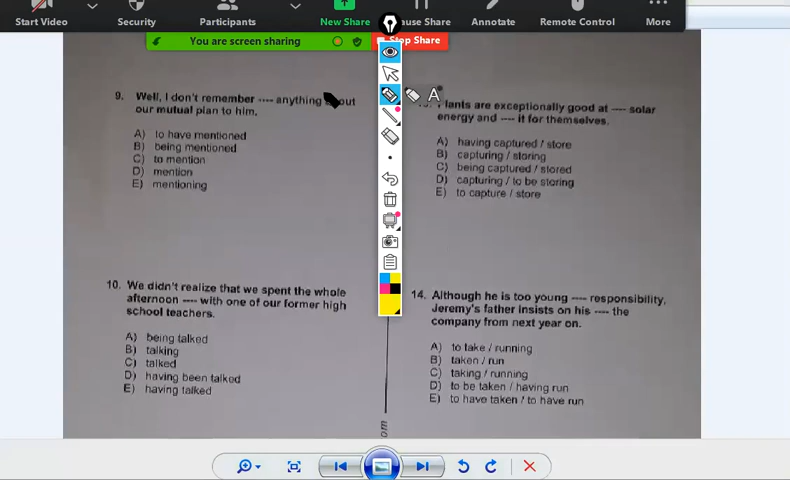 Start Video
Security
Participants
New Share
ause Share
Annotate
Remote Control
More
You are screen sharing
Stop Share
A
9. Well, I don't remember ---- anything about
our mutual plan to him.
A) to have mentioned
B) being mentioned
C) to mention
D) mention
E) mentioning
10. We didn't realize that we spent the whole
afternoon ---- with one of our former high
school teachers.
A) being talked
B) talking
C) talked
D) having been talked
E) having talked
lants are exceptionally good at ---- solar
energy and ---- it for themselves.
A) having captured / store
B) capturing / storing
C) being captured / stored
D) capturing / to be storing
E) to capture / store
14. Although he is too young ---- responsibility,
Jeremy's father insists on his ---- the
company from next year on.
A) to take / running
B) taken / run
C) taking / running
D) to be taken / having run
E) to have taken / to have run
om